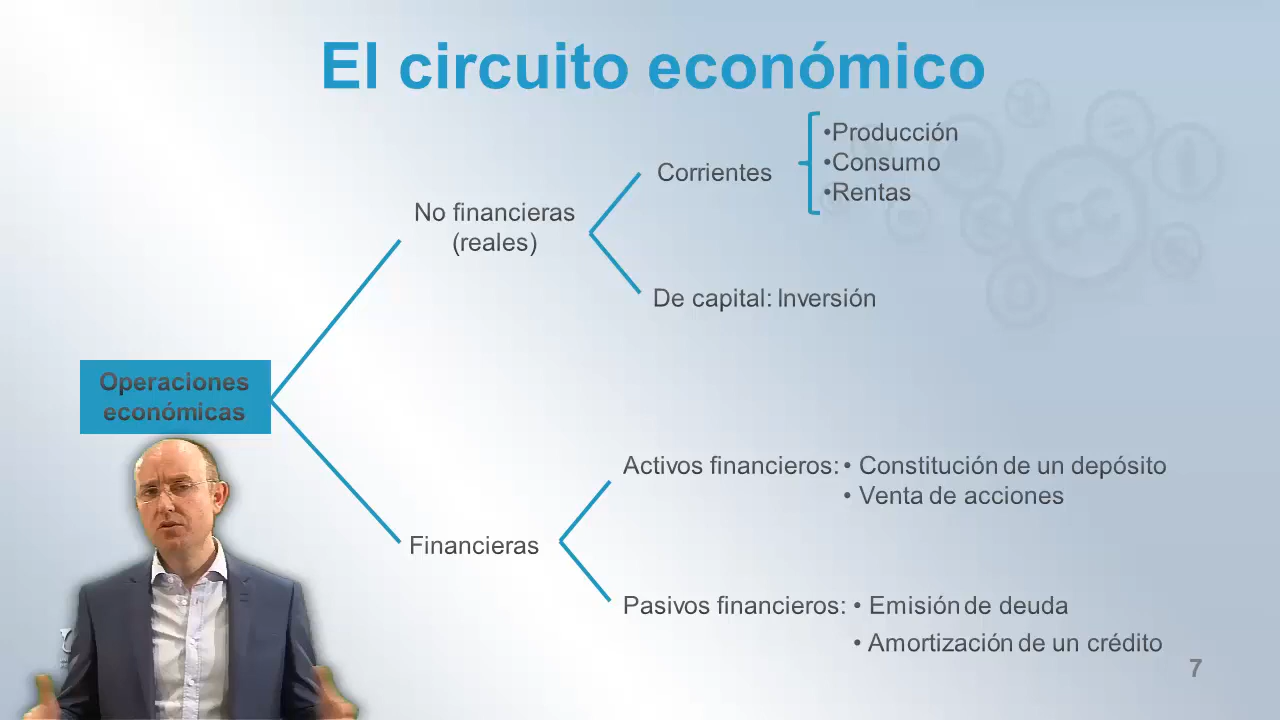 El circuito económico
•Producción
•Consumo
•Rentas
Corrientes
No financieras
(reales)
De capital: Inversión
Operaciones
económicas
Activos financieros: • Constitución de un depósito
• Venta de acciones
Financieras
Pasivos financieros: • Emisión de deuda
• Amortización de un crédito
7